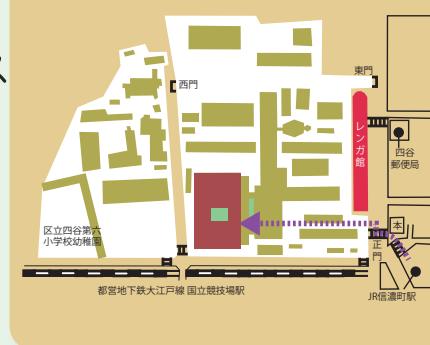 東門
西門
レンガ館
四谷
郵便局
本
正門
区立四谷第六
小学校幼稚園
都営地下鉄大江戸線 国立競技場駅
JR信濃町駅